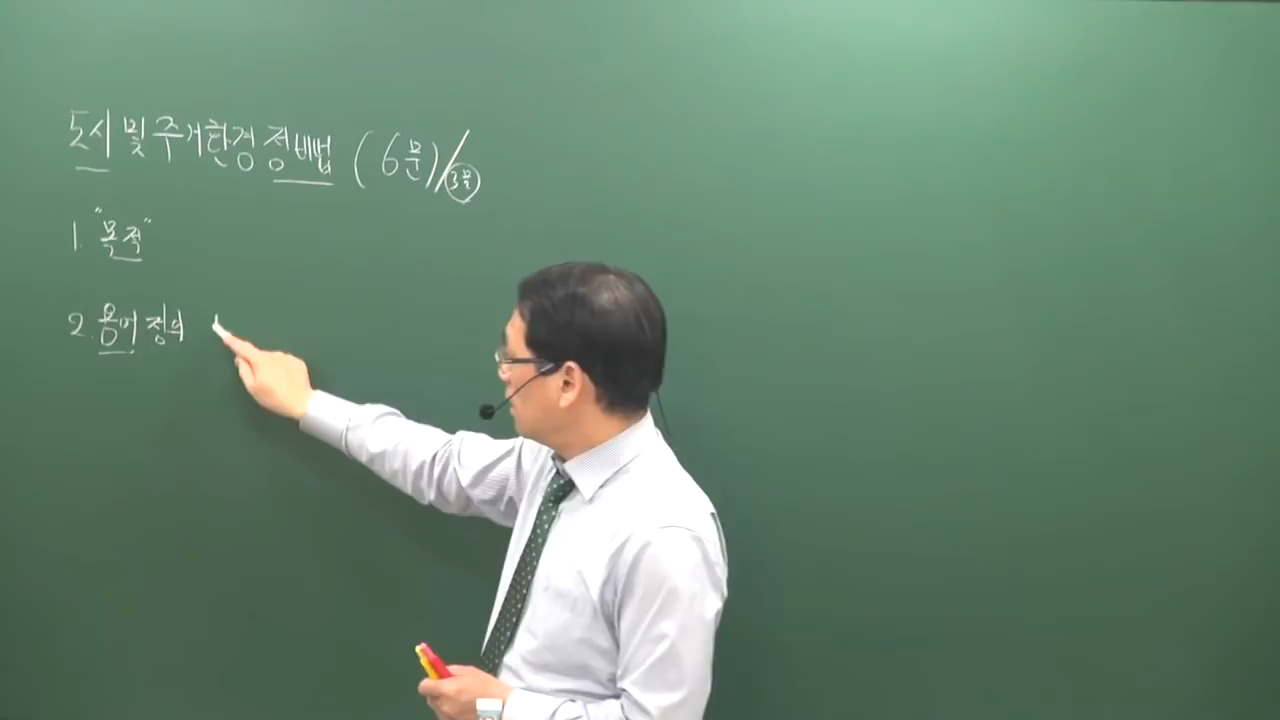 도시 및 주거환경 정비법 (6문)/3문
1. "목적"
2. 용어 정의